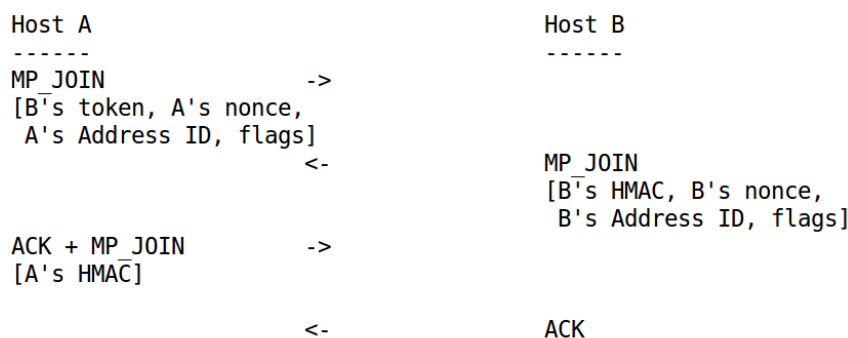 Host A                                  Host B
------                                  ------
MP_JOIN                ->
[B's token, A's nonce,
 A's Address ID, flags]
                       <-               MP_JOIN
                                        [B's HMAC, B's nonce,
                                         B's Address ID, flags]
ACK + MP_JOIN          ->
[A's HMAC]
                       <-               ACK